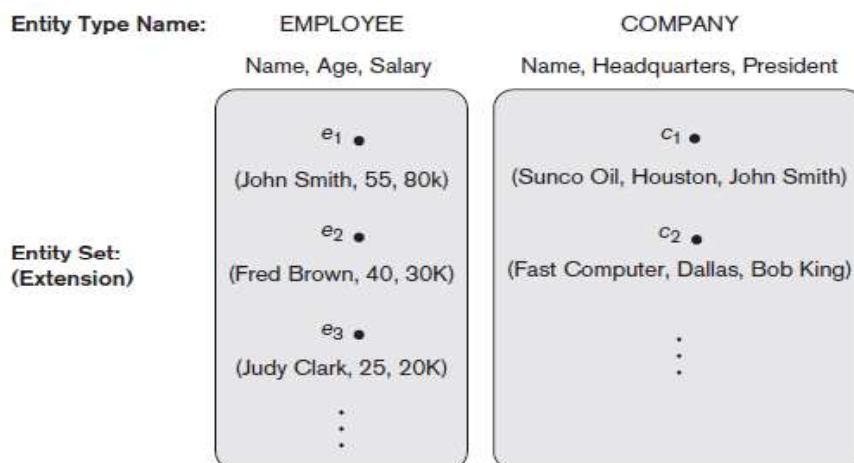 Entity Type Name: EMPLOYEE COMPANY
Name, Age, Salary Name, Headquarters, President
e1 • c1 •
(John Smith, 55, 80k) (Sunco Oil, Houston, John Smith)
e2 • c2 •
Entity Set:
(Extension)
(Fred Brown, 40, 30K) (Fast Computer, Dallas, Bob King)
e3 •
(Judy Clark, 25, 20K)